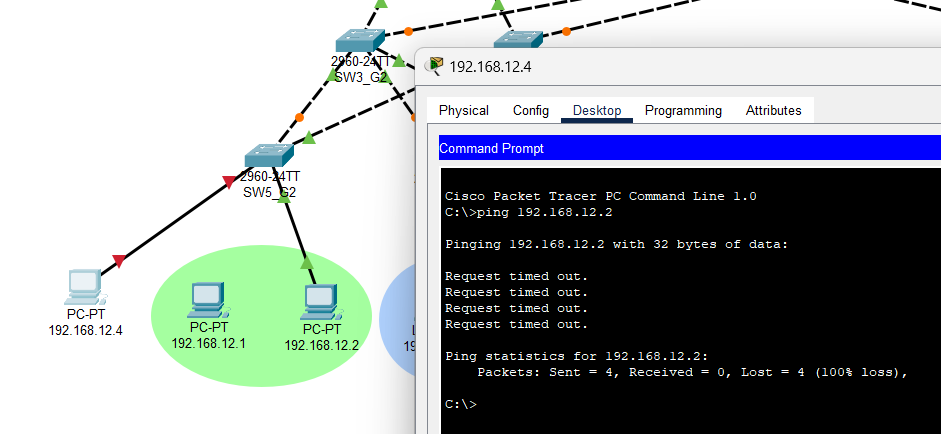 2960-24TT
SW3_G2
2960-24TT
SW5_G2
PC-PT
192.168.12.4
PC-PT
192.168.12.1
PC-PT
192.168.12.2
192.168.12.4
Physical Config Desktop Programming Attributes
Command Prompt
Cisco Packet Tracer PC Command Line 1.0
C:\>ping 192.168.12.2
Pinging 192.168.12.2 with 32 bytes of data:
Request timed out.
Request timed out.
Request timed out.
Request timed out.
Ping statistics for 192.168.12.2:
Packets: Sent = 4, Received = 0, Lost = 4 (100% loss),
C:\>